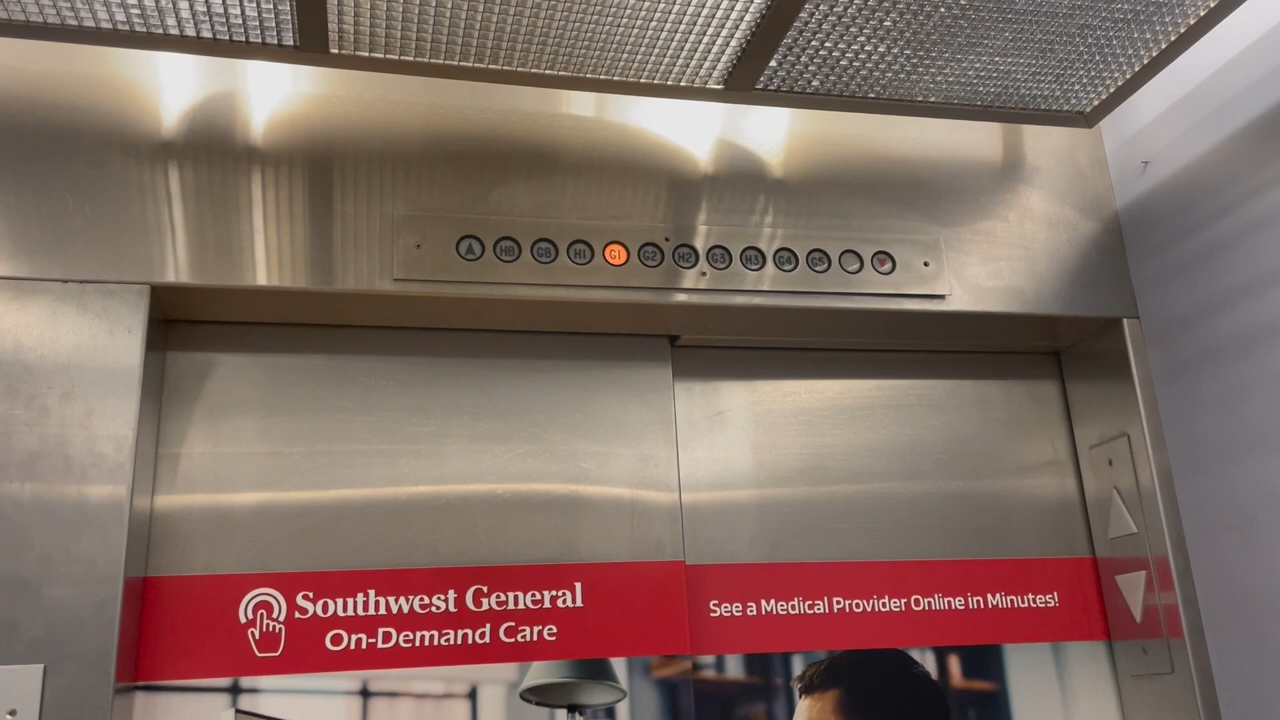 HB GB H1 G1 G2 H2 G3 H3 G4 G5
Southwest General
On-Demand Care
See a Medical Provider Online in Minutes!